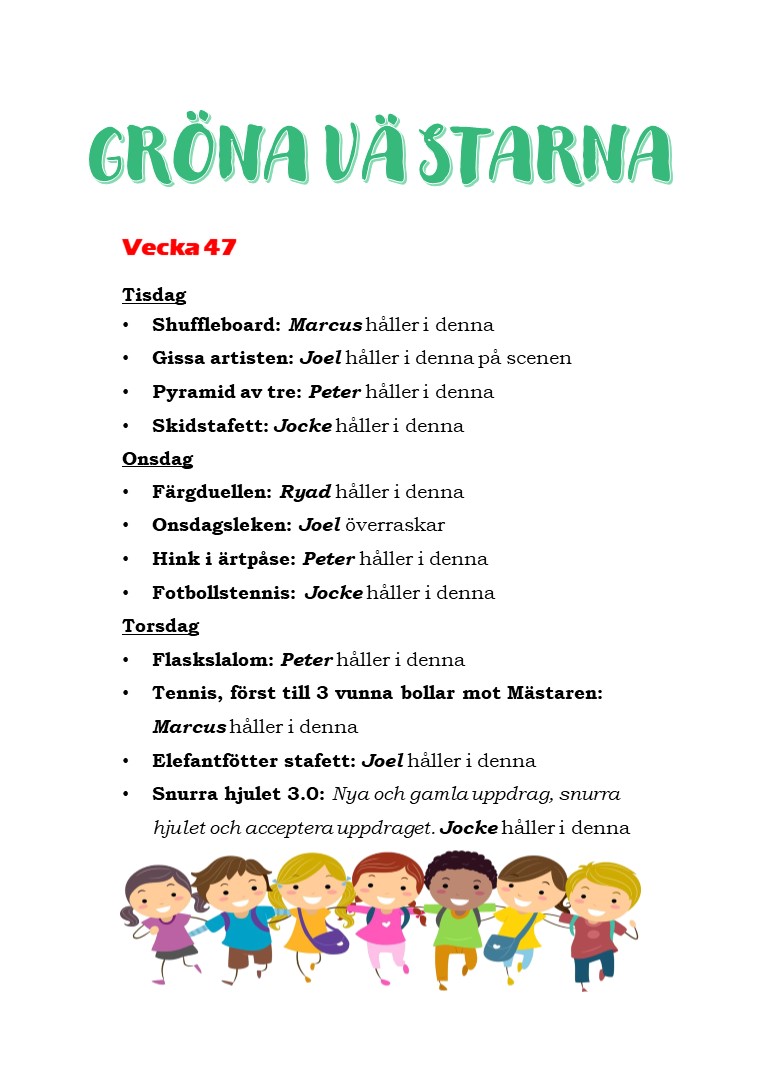 GRÖNA VÄSTARNA
Vecka 47
Tisdag
• Shuffleboard: Marcus håller i denna
• Gissa artisten: Joel håller i denna på scenen
• Pyramid av tre: Peter håller i denna
• Skidstafett: Jocke håller i denna
Onsdag
• Färgduellen: Ryad håller i denna
• Onsdagsleken: Joel överraskar
• Hink i ärtpåse: Peter håller i denna
• Fotbollstennis: Jocke håller i denna
Torsdag
• Flaskslalom: Peter håller i denna
• Tennis, först till 3 vunna bollar mot Mästaren:
Marcus håller i denna
• Elefantfötter stafett: Joel håller i denna
• Snurra hjulet 3.0: Nya och gamla uppdrag, snurra
hjulet och acceptera uppdraget. Jocke håller i denna